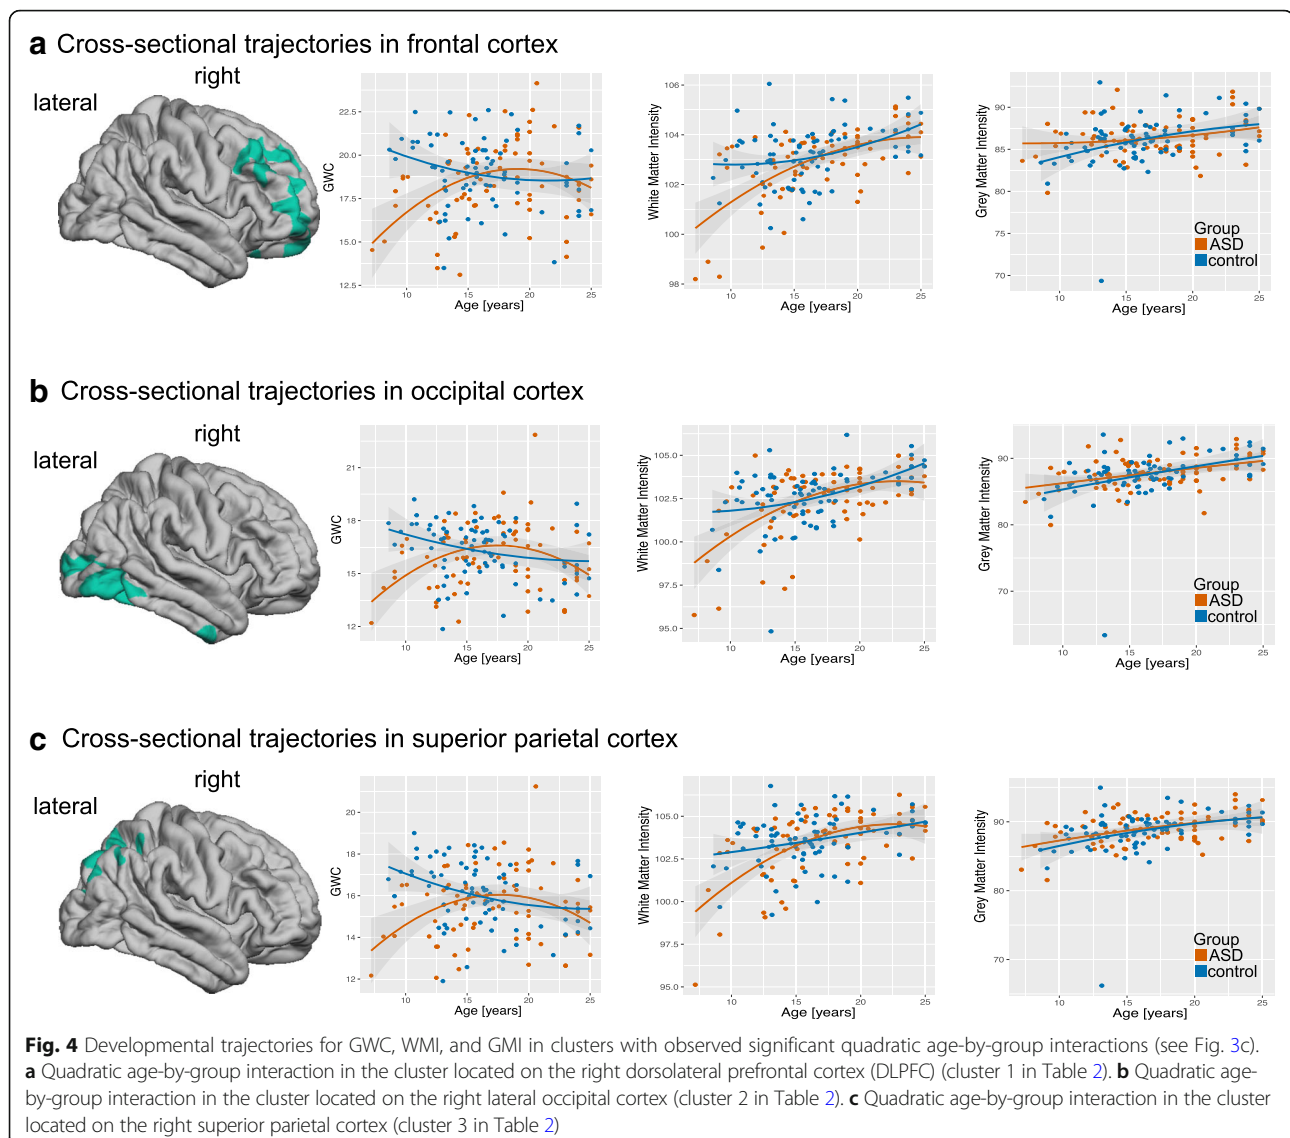 a Cross-sectional trajectories in frontal cortex
right
lateral
GWC
22.5
20.0
17.5
15.0
12.5
10 15 20 25
Age [years]
White Matter Intensity
106
104
102
100
98
10 15 20 25
Age [years]
Grey Matter Intensity
90
85
80
75
70
10 15 20 25
Age [years]
Group
ASD
control
b Cross-sectional trajectories in occipital cortex
right
lateral
GWC
21
18
15
12
10 15 20 25
Age [years]
White Matter Intensity
105.0
102.5
100.0
97.5
95.0
10 15 20 25
Age [years]
Grey Matter Intensity
90
80
70
10 15 20 25
Age [years]
Group
ASD
control
c Cross-sectional trajectories in superior parietal cortex
right
lateral
GWC
20
18
16
14
12
10 15 20 25
Age [years]
White Matter Intensity
105.0
102.5
100.0
97.5
95.0
10 15 20 25
Age [years]
Grey Matter Intensity
90
80
70
10 15 20 25
Age [years]
Group
ASD
control
Fig. 4 Developmental trajectories for GWC, WMI, and GMI in clusters with observed significant quadratic age-by-group interactions (see Fig. 3c).
a Quadratic age-by-group interaction in the cluster located on the right dorsolateral prefrontal cortex (DLPFC) (cluster 1 in Table 2). b Quadratic age-
by-group interaction in the cluster located on the right lateral occipital cortex (cluster 2 in Table 2). c Quadratic age-by-group interaction in the cluster
located on the right superior parietal cortex (cluster 3 in Table 2)